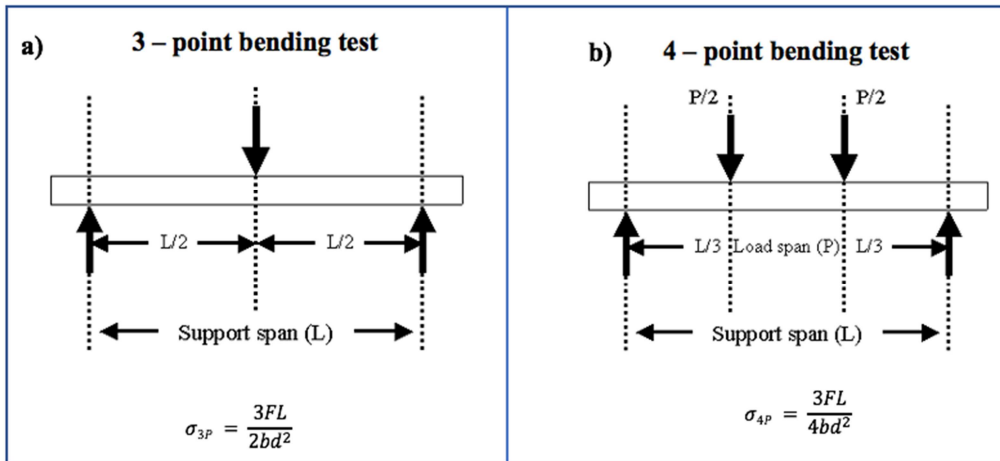 a) 3 – point bending test
L/2 L/2
Support span (L)
σ₃ₚ = 3FL / 2bd²
b) 4 – point bending test
P/2 P/2
L/3 Load span (P) L/3
Support span (L)
σ₄ₚ = 3FL / 4bd²